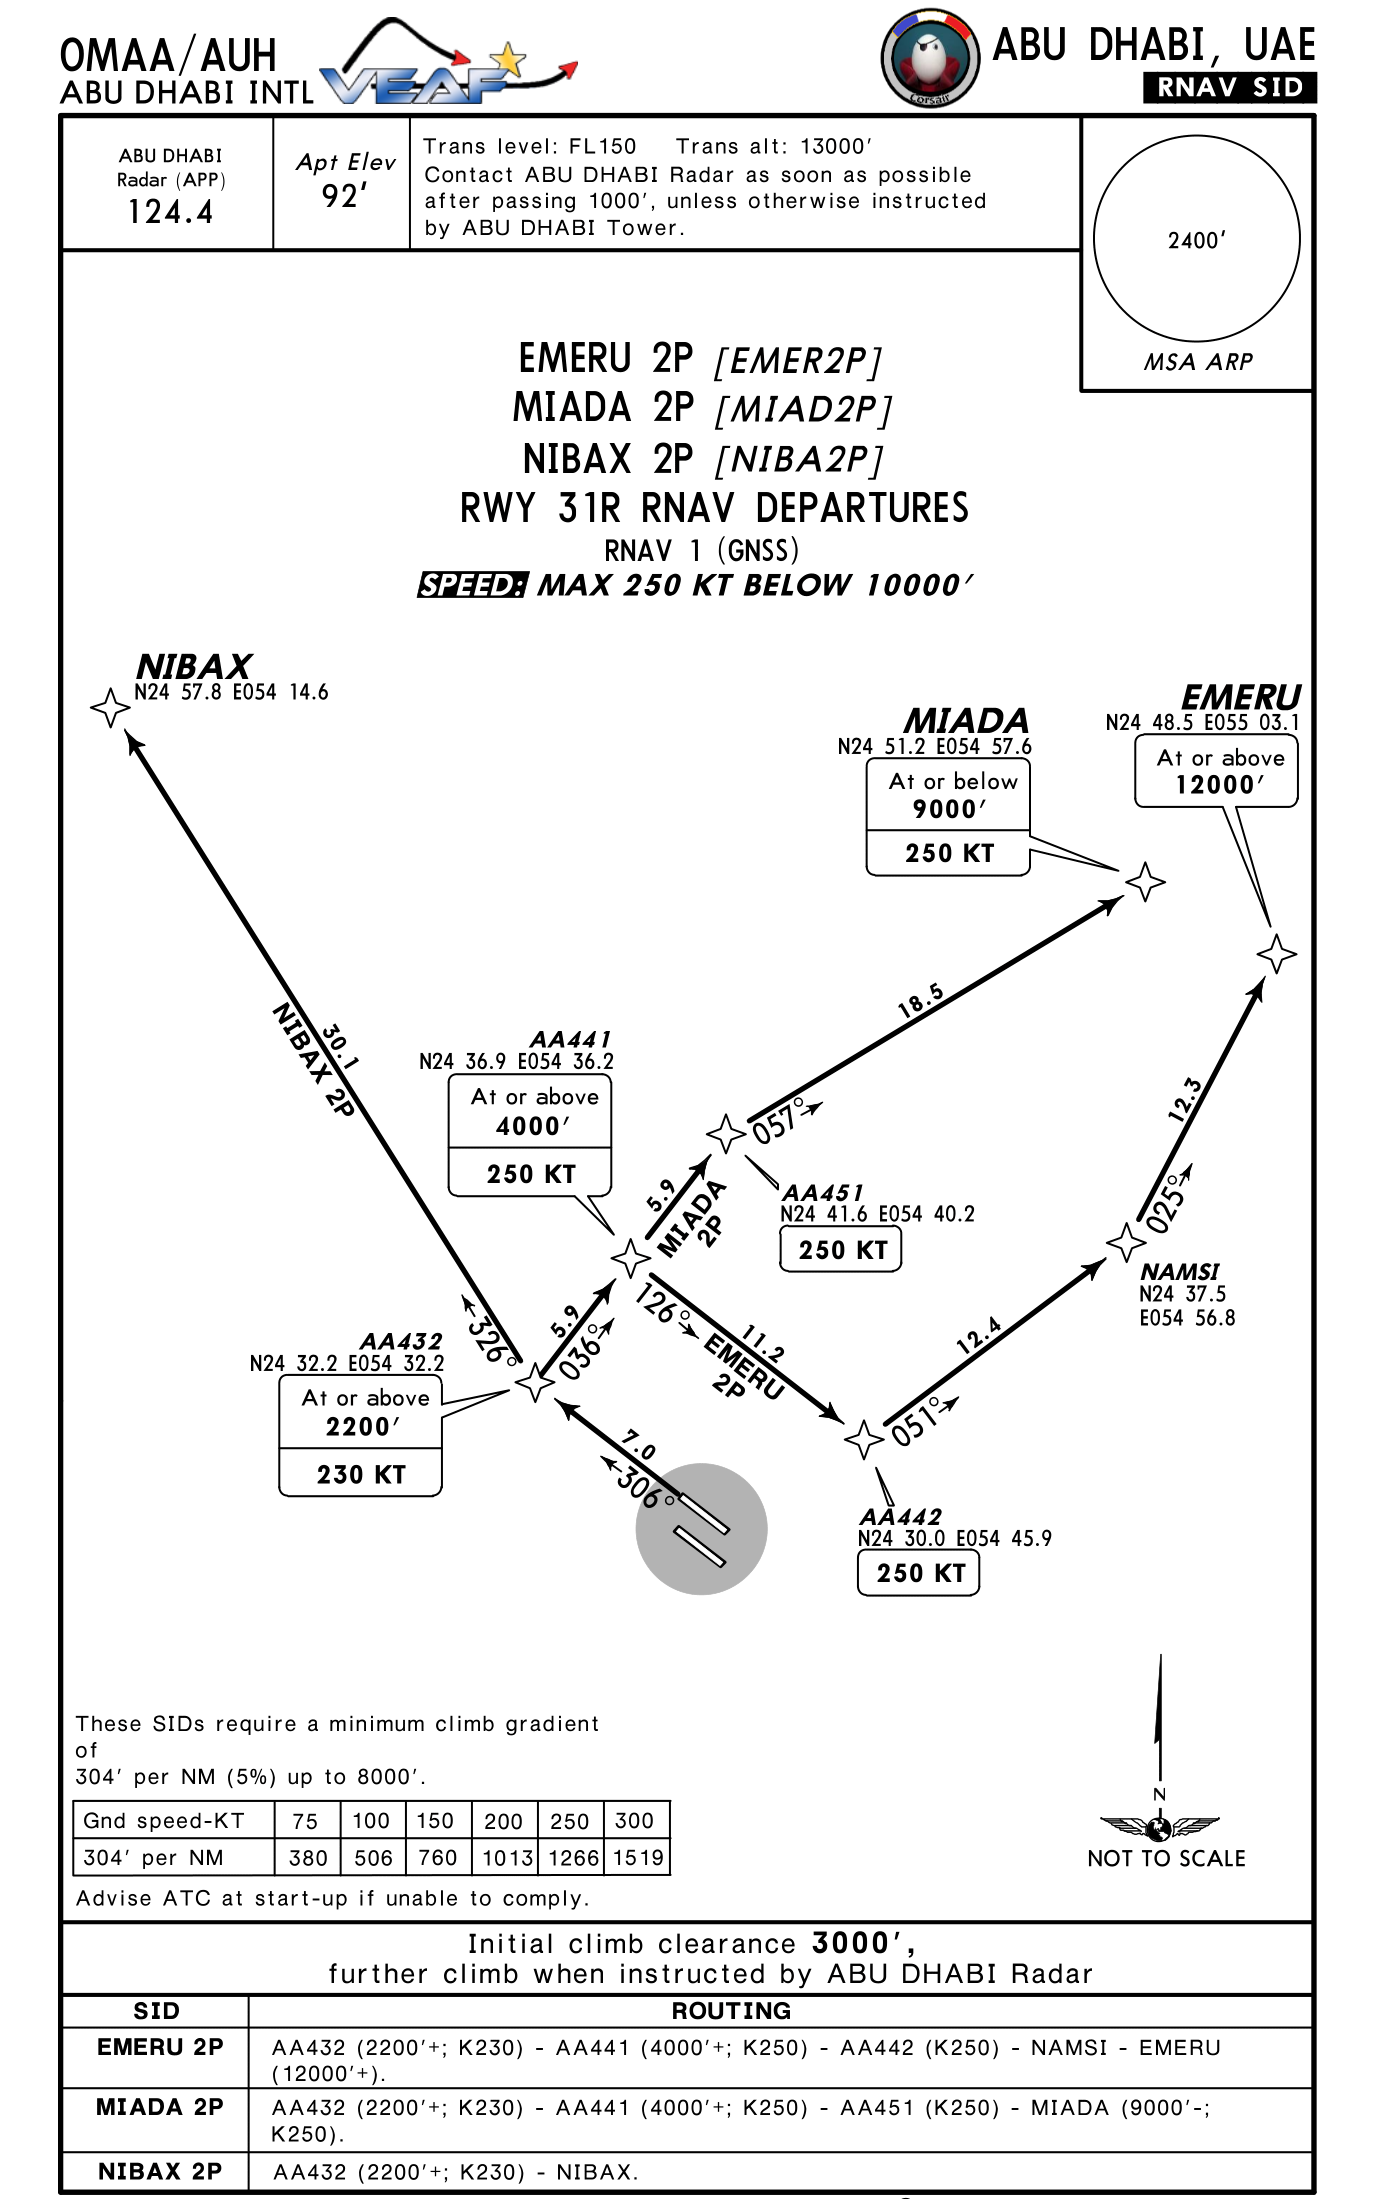 OMAA/AUH
ABU DHABI INTL
VEAF
Corsair
ABU DHABI, UAE
RNAV SID
ABU DHABI
Radar (APP)
124.4
Apt Elev
92'
Trans level: FL150 Trans alt: 13000'
Contact ABU DHABI Radar as soon as possible
after passing 1000', unless otherwise instructed
by ABU DHABI Tower.
2400'
MSA ARP
EMERU 2P [EMER2P]
MIADA 2P [MIAD2P]
NIBAX 2P [NIBA2P]
RWY 31R RNAV DEPARTURES
RNAV 1 (GNSS)
SPEED: MAX 250 KT BELOW 10000'
NIBAX
N24 57.8 E054 14.6
EMERU
N24 48.5 E055 03.1
At or above
12000'
MIADA
N24 51.2 E054 57.6
At or below
9000'
250 KT
18.5
30.1
NIBAX 2P
AA441
N24 36.9 E054 36.2
At or above
4000'
250 KT
057°
12.3
5.9
MIADA
2P
AA451
N24 41.6 E054 40.2
250 KT
025°
NAMSI
N24 37.5
E054 56.8
126°
11.2
EMERU
2P
12.4
326°
5.9
036°
AA432
N24 32.2 E054 32.2
At or above
2200'
230 KT
051°
7.0
306°
AA442
N24 30.0 E054 45.9
250 KT
These SIDs require a minimum climb gradient
of
304' per NM (5%) up to 8000'.
Gnd speed-KT 75 100 150 200 250 300
304' per NM 380 506 760 1013 1266 1519
Advise ATC at start-up if unable to comply.
N
NOT TO SCALE
Initial climb clearance 3000',
further climb when instructed by ABU DHABI Radar
SID ROUTING
EMERU 2P AA432 (2200'+; K230) - AA441 (4000'+; K250) - AA442 (K250) - NAMSI - EMERU
(12000'+).
MIADA 2P AA432 (2200'+; K230) - AA441 (4000'+; K250) - AA451 (K250) - MIADA (9000'-;
K250).
NIBAX 2P AA432 (2200'+; K230) - NIBAX.